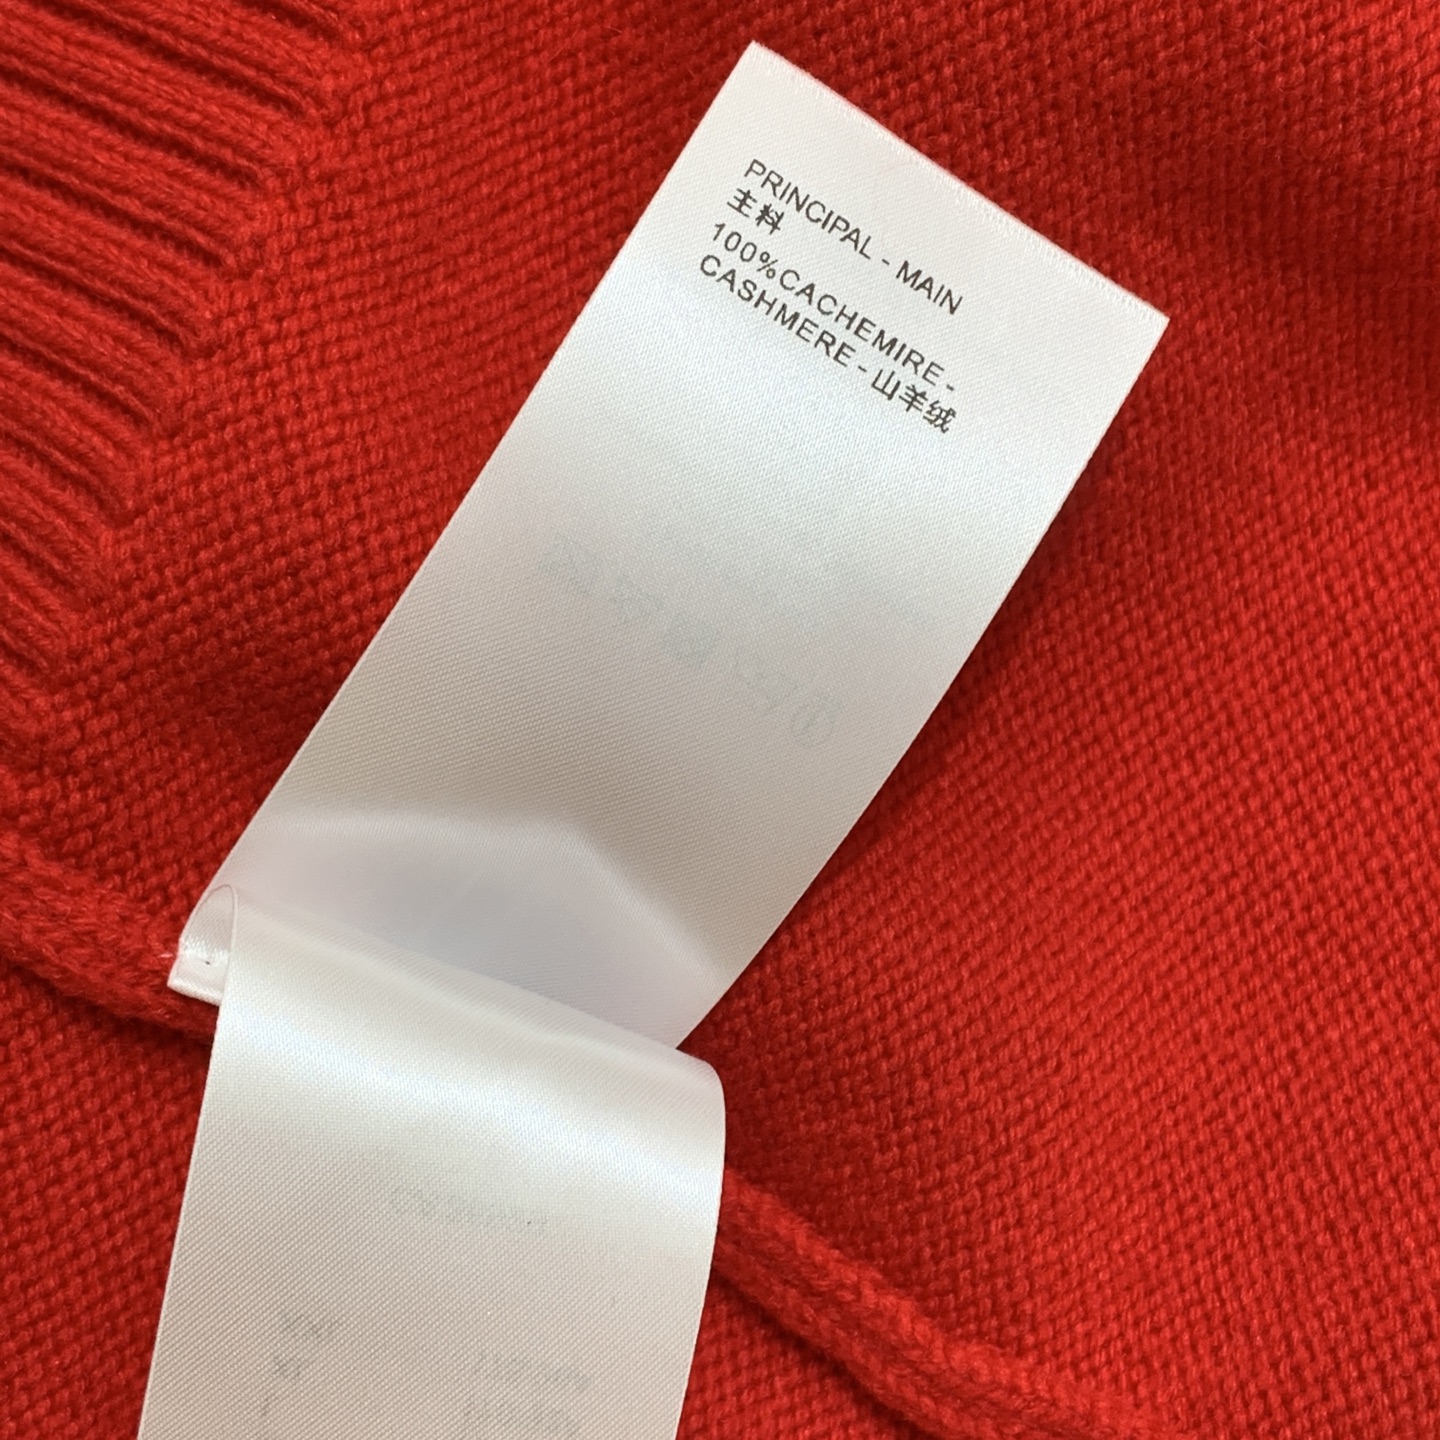 PRINCIPAL - MAIN
主料
100%CACHEMIRE -
CASHMERE - 山羊绒